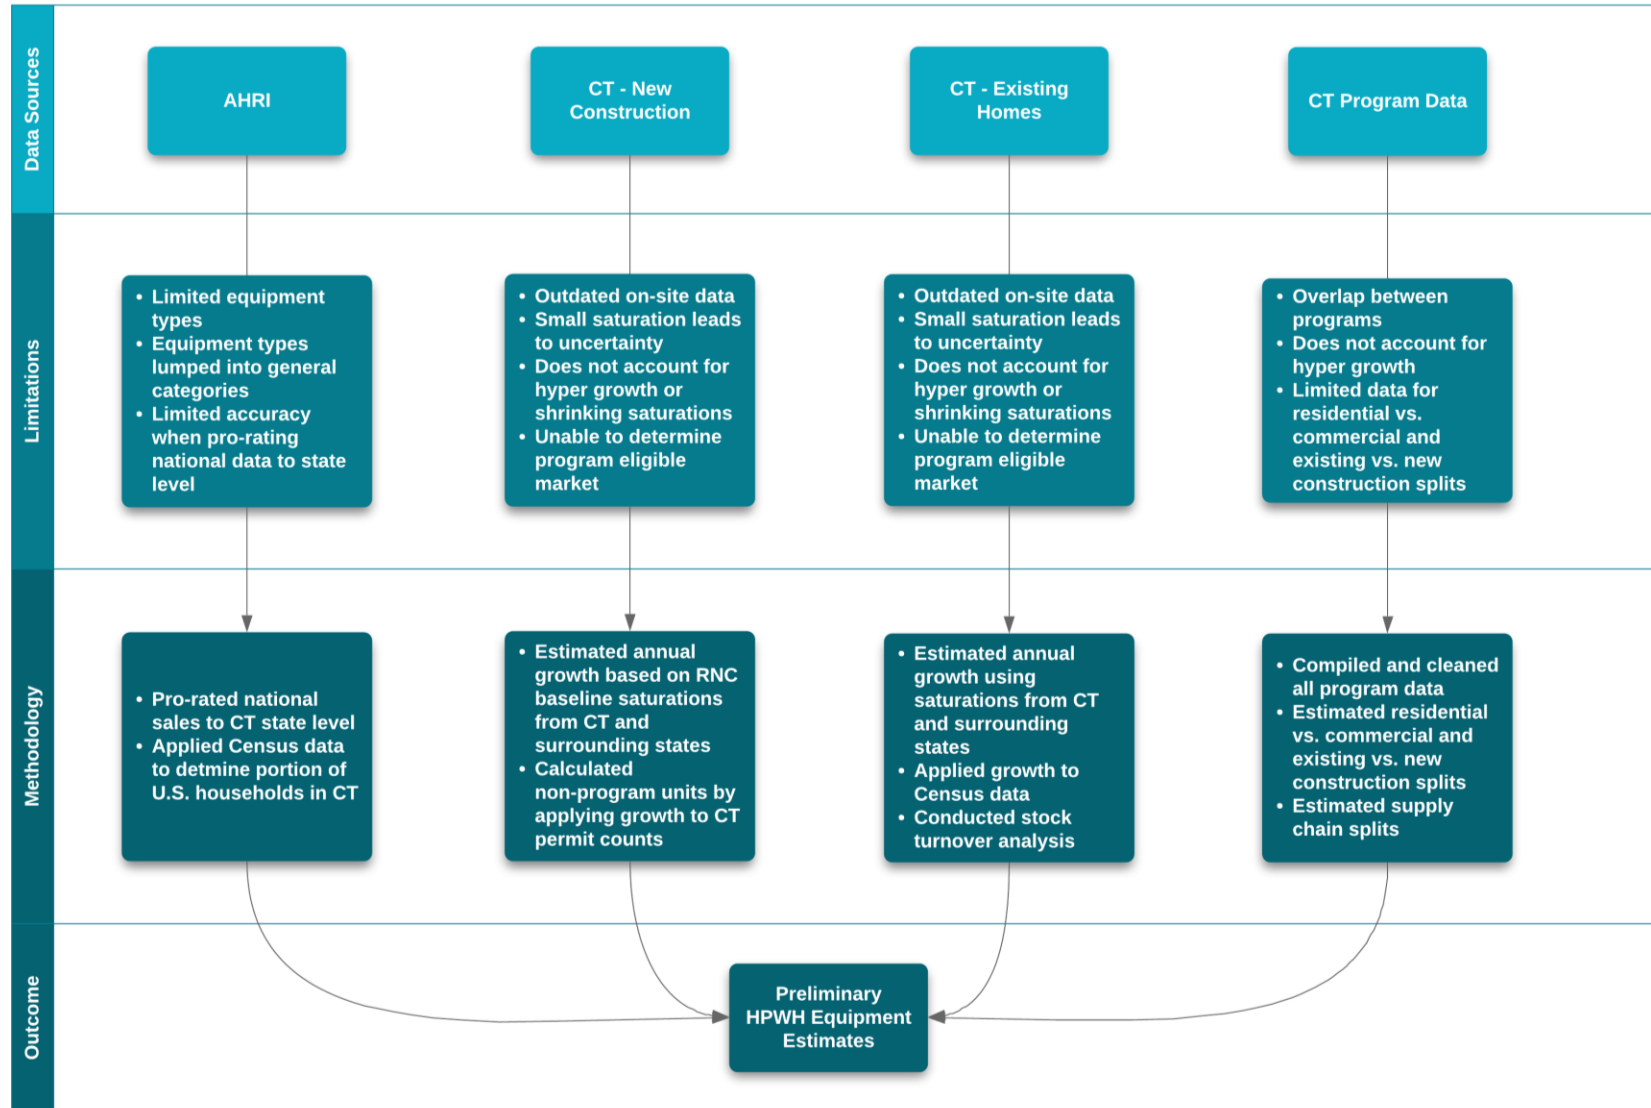 Data Sources
AHRI
CT - New
Construction
CT - Existing
Homes
CT Program Data
Limitations
• Limited equipment
types
• Equipment types
lumped into general
categories
• Limited accuracy
when pro-rating
national data to state
level
• Outdated on-site data
• Small saturation leads
to uncertainty
• Does not account for
hyper growth or
shrinking saturations
• Unable to determine
program eligible
market
• Outdated on-site data
• Small saturation leads
to uncertainty
• Does not account for
hyper growth or
shrinking saturations
• Unable to determine
program eligible
market
• Overlap between
programs
• Does not account for
hyper growth
• Limited data for
residential vs.
commercial and
existing vs. new
construction splits
Methodology
• Pro-rated national
sales to CT state level
• Applied Census data
to detmine portion of
U.S. households in CT
• Estimated annual
growth based on RNC
baseline saturations
from CT and
surrounding states
• Calculated
non-program units by
applying growth to CT
permit counts
• Estimated annual
growth using
saturations from CT
and surrounding
states
• Applied growth to
Census data
• Conducted stock
turnover analysis
• Compiled and cleaned
all program data
• Estimated residential
vs. commercial and
existing vs. new
construction splits
• Estimated supply
chain splits
Outcome
Preliminary
HPWH Equipment
Estimates